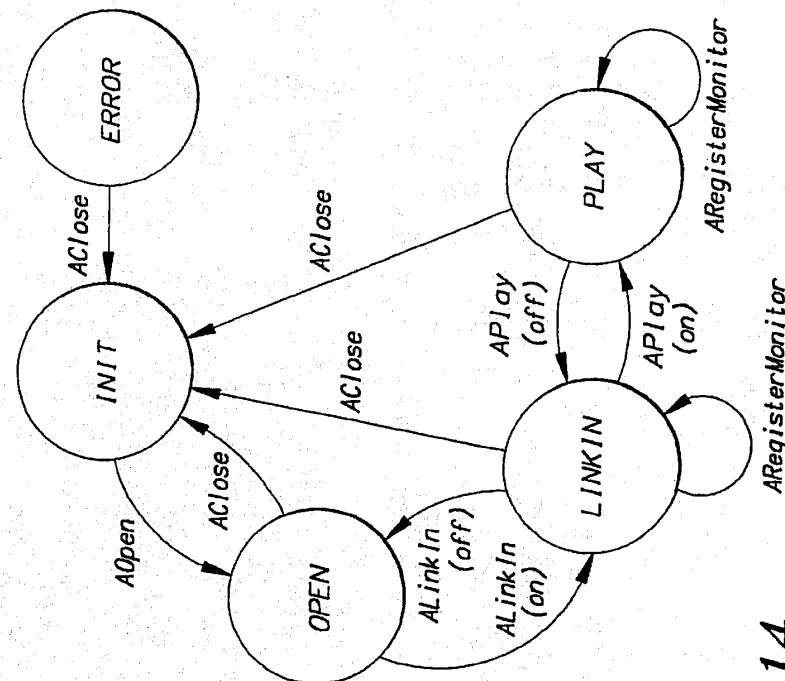 AClose
INIT
ERROR
AOpen
AClose
OPEN
AClose
AClose
ALinkIn
(off)
ALinkIn
(on)
APlay
(off)
LINKIN
PLAY
APlay
(on)
ARegisterMonitor
ARegisterMonitor
14